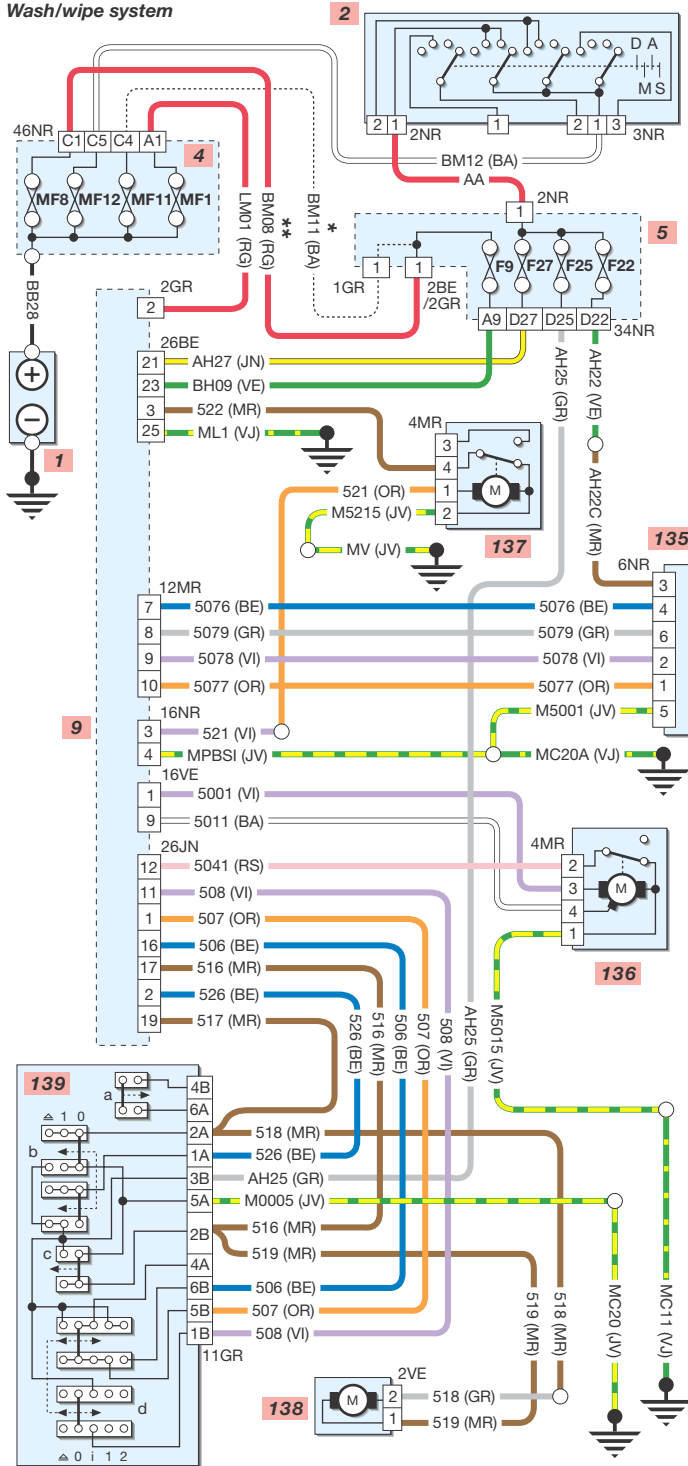 Wash/wipe system
2
D A
M S
2 1
2NR
1
2 1 3
3NR
46NR
C1 C5 C4 A1
4
MF8 MF12 MF11 MF1
BM12 (BA)
AA
2NR
1
5
LM01 (RG)
BM08 (RG)
**
BM11 (BA)
*
1
1GR
1
2BE
/2GR
F9 F27 F25 F22
A9 D27 D25 D22
34NR
BB28
+
−
1
2GR
2
26BE
21 AH27 (JN)
23 BH09 (VE)
3 522 (MR)
25 ML1 (VJ)
AH25 (GR)
AH22 (VE)
AH22C (MR)
4MR
3
4
1
2
M
137
521 (OR)
M5215 (JV)
MV (JV)
135
6NR
3
4
6
2
1
5
12MR
7 5076 (BE) 5076 (BE)
8 5079 (GR) 5079 (GR)
9 5078 (VI) 5078 (VI)
10 5077 (OR) 5077 (OR)
M5001 (JV)
9
16NR
3 521 (VI)
4 MPBSI (JV)
MC20A (VJ)
16VE
1 5001 (VI)
9 5011 (BA)
26JN
12 5041 (RS)
11 508 (VI)
1 507 (OR)
16 506 (BE)
17 516 (MR)
2 526 (BE)
19 517 (MR)
4MR
2
3
4
1
M
136
526 (BE)
516 (MR)
506 (BE)
507 (OR)
508 (VI)
AH25 (GR)
M5015 (JV)
139
a
1 0
b
c
d
0 i 1 2
4B
6A
2A 518 (MR)
1A 526 (BE)
3B AH25 (GR)
5A M0005 (JV)
2B 516 (MR)
519 (MR)
4A
6B 506 (BE)
5B 507 (OR)
1B 508 (VI)
11GR
519 (MR)
518 (MR)
MC20 (JV)
MC11 (VJ)
138
M
2VE
2 518 (GR)
1 519 (MR)